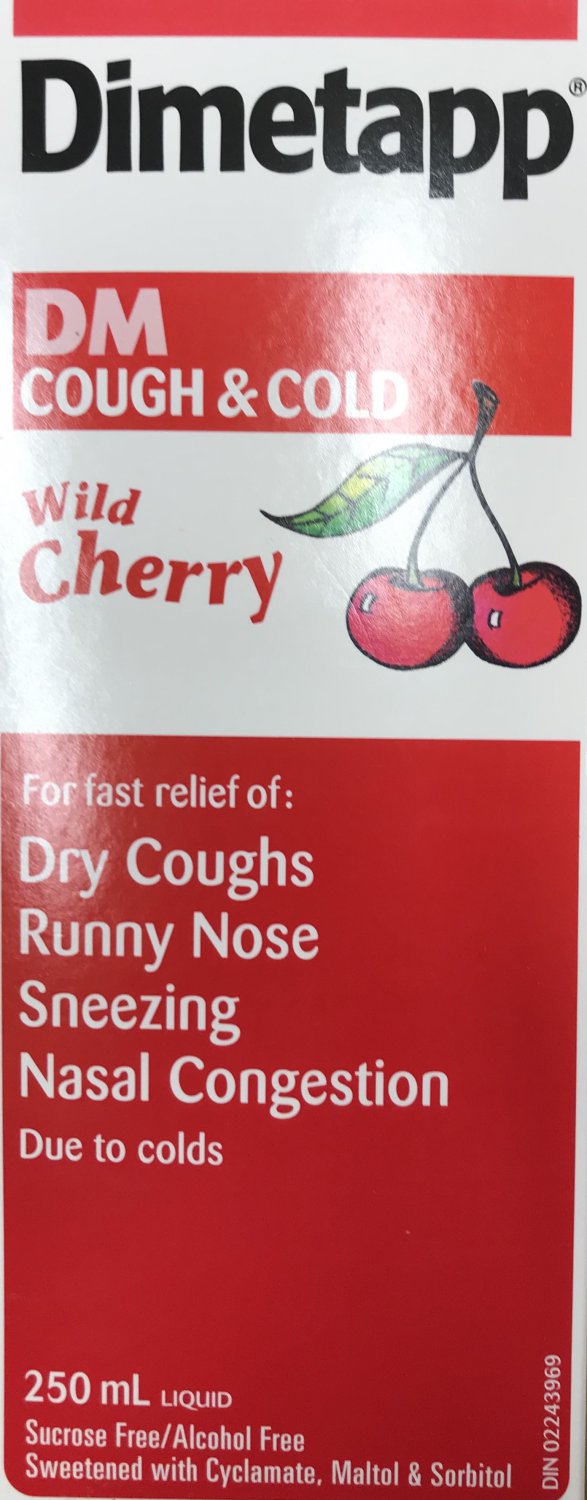 Dimetapp®
DM
COUGH & COLD
Wild
Cherry
For fast relief of:
Dry Coughs
Runny Nose
Sneezing
Nasal Congestion
Due to colds
250 mL LIQUID
Sucrose Free/Alcohol Free
Sweetened with Cyclamate, Maltol & Sorbitol
DIN 02243969